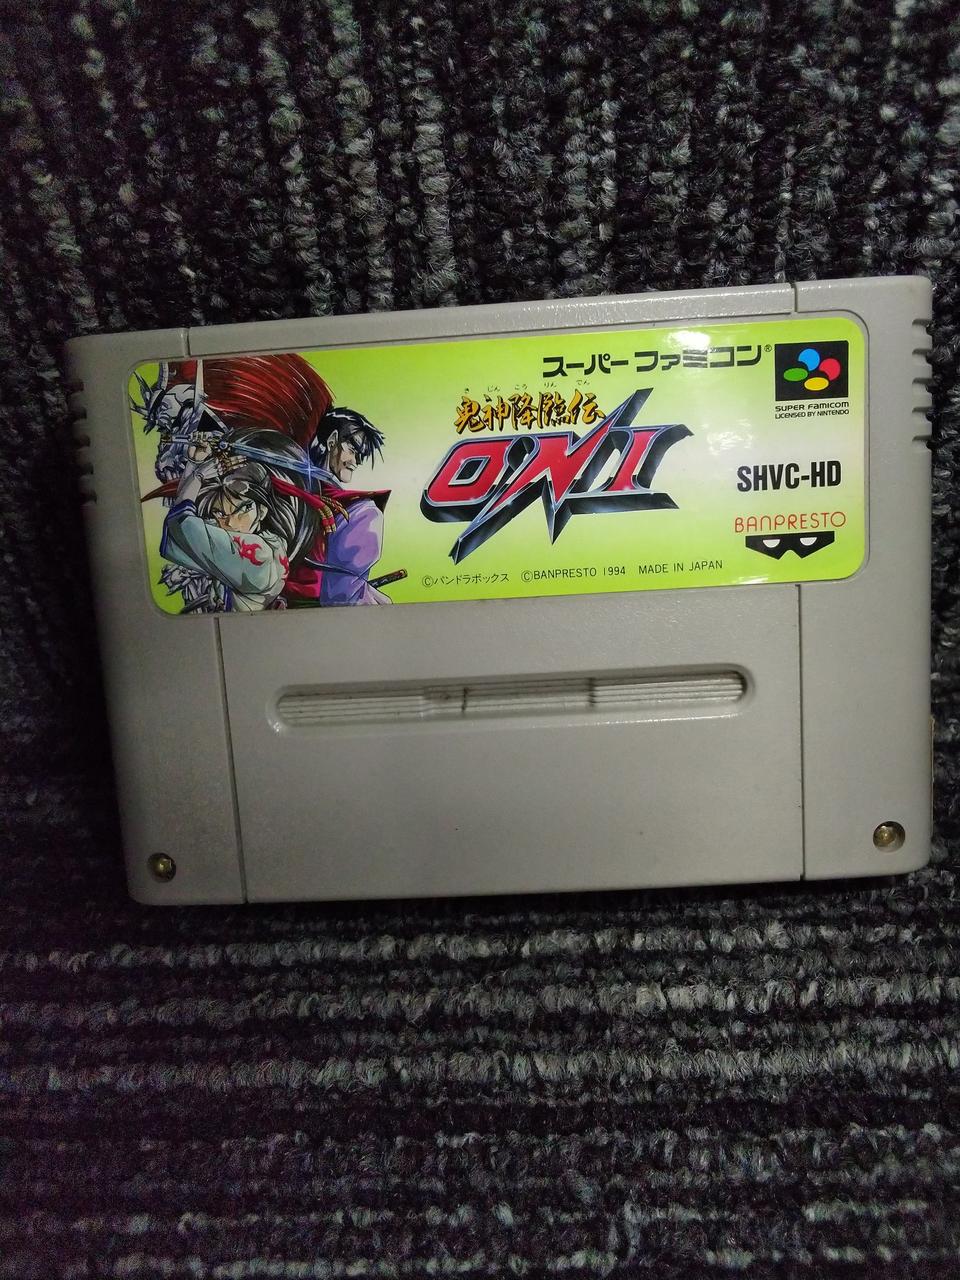 スーパーファミコン®
SUPER FAMICOM
LICENSED BY NINTENDO
き じん こう りん でん
鬼神降臨伝
ONI
SHVC-HD
BANPRESTO
©パンドラボックス ©BANPRESTO 1994 MADE IN JAPAN